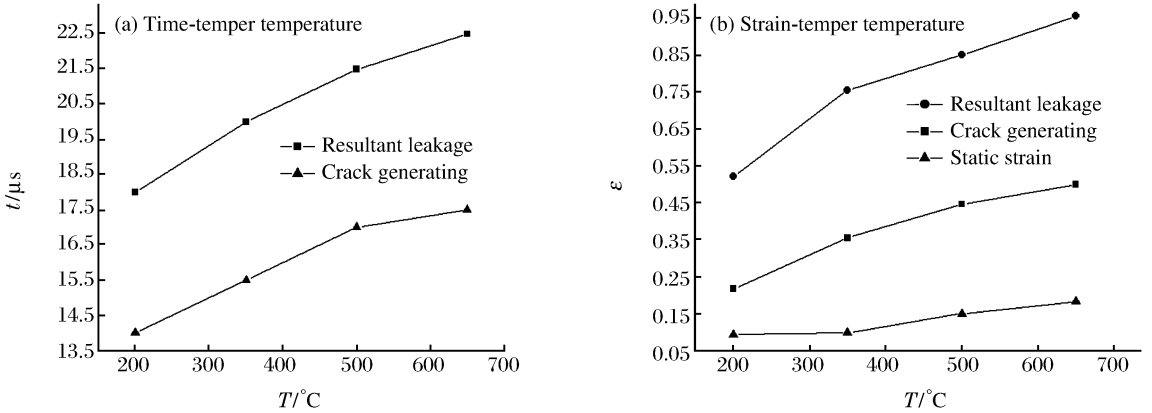 (a) Time-temper temperature
22.5
21.5
20.5
19.5
18.5
17.5
16.5
15.5
14.5
13.5
t/μs
Resultant leakage
Crack generating
200 300 400 500 600 700
T/°C
(b) Strain-temper temperature
0.95
0.85
0.75
0.65
0.55
0.45
0.35
0.25
0.15
0.05
ε
Resultant leakage
Crack generating
Static strain
200 300 400 500 600 700
T/°C